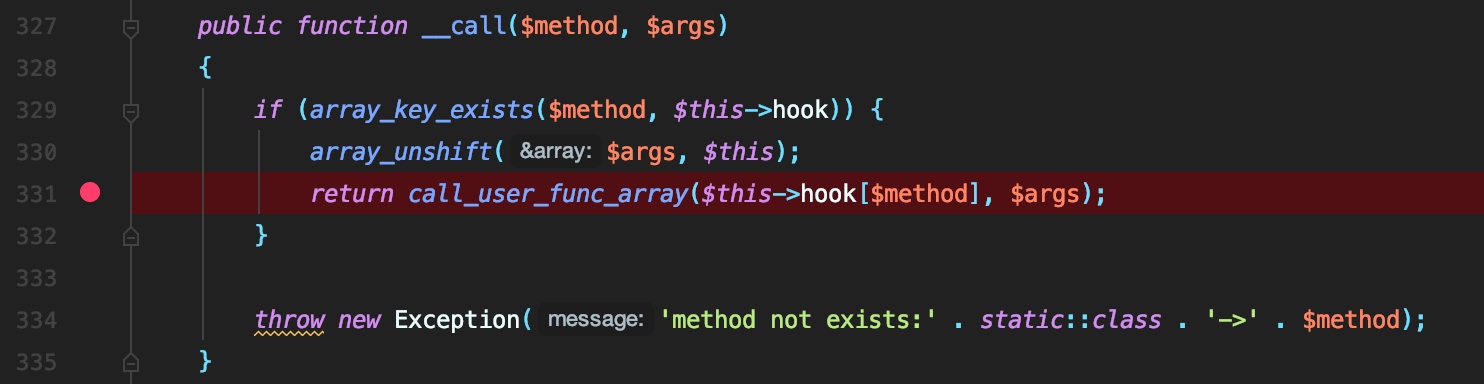 327 public function __call($method, $args)
328 {
329 if (array_key_exists($method, $this->hook)) {
330 array_unshift( &array: $args, $this);
331 return call_user_func_array($this->hook[$method], $args);
332 }
333
334 throw new Exception( message: 'method not exists:' . static::class . '->' . $method);
335 }